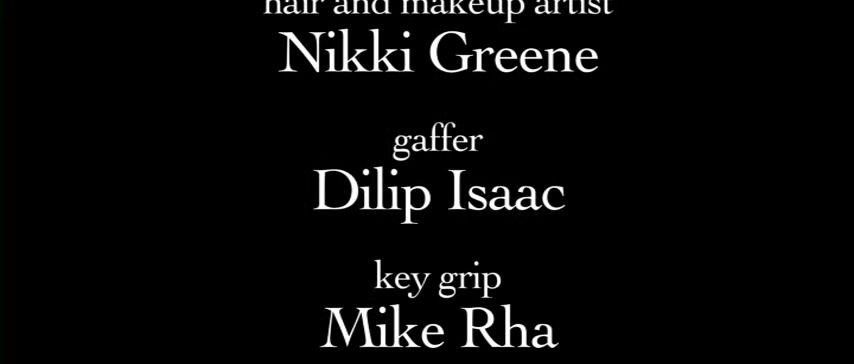 hair and makeup artist
Nikki Greene
gaffer
Dilip Isaac
key grip
Mike Rha